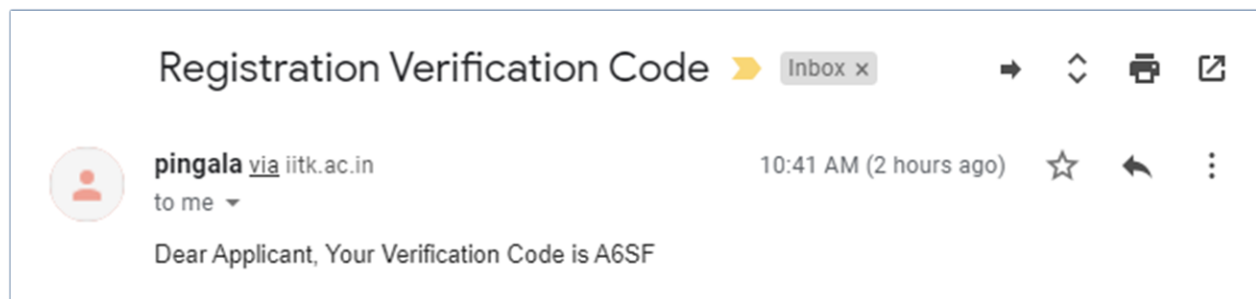 Registration Verification Code Inbox x
pingala via iitk.ac.in 10:41 AM (2 hours ago)
to me
Dear Applicant, Your Verification Code is A6SF